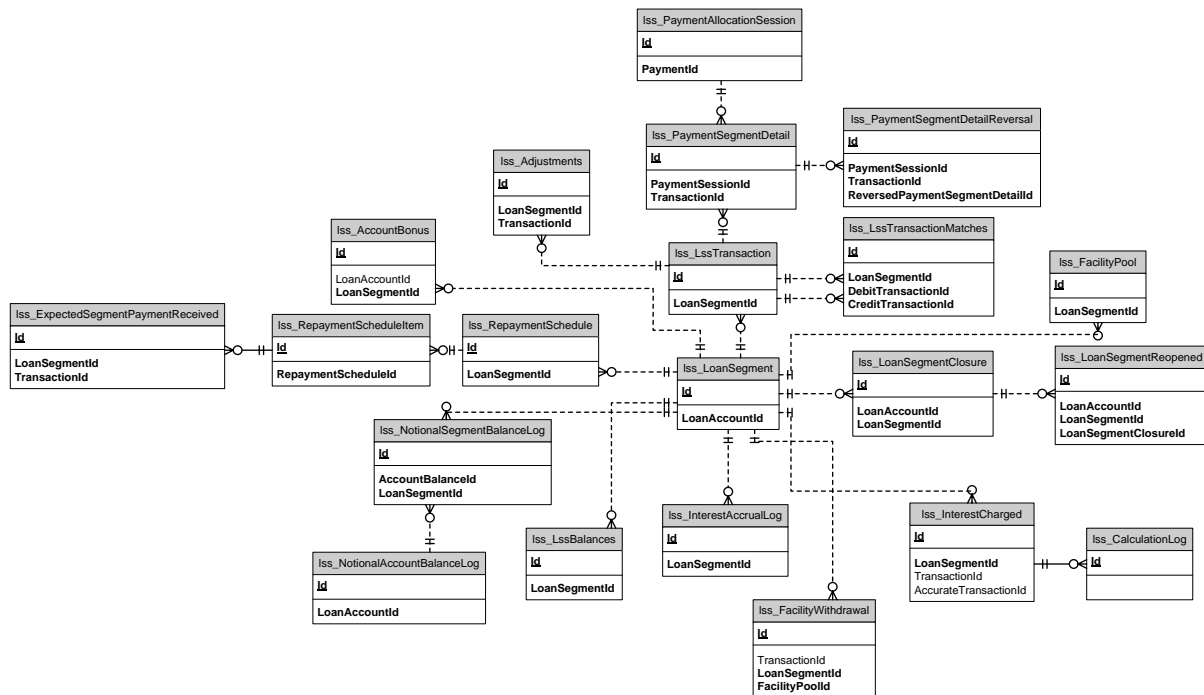 lss_PaymentAllocationSession
Id
PaymentId
lss_PaymentSegmentDetail
Id
PaymentSessionId
TransactionId
lss_PaymentSegmentDetailReversal
Id
PaymentSessionId
TransactionId
ReversedPaymentSegmentDetailId
lss_Adjustments
Id
LoanSegmentId
TransactionId
lss_AccountBonus
Id
LoanAccountId
LoanSegmentId
lss_LssTransaction
Id
LoanSegmentId
lss_LssTransactionMatches
Id
LoanSegmentId
DebitTransactionId
CreditTransactionId
lss_FacilityPool
Id
LoanSegmentId
lss_ExpectedSegmentPaymentReceived
Id
LoanSegmentId
TransactionId
lss_RepaymentScheduleItem
Id
RepaymentScheduleId
lss_RepaymentSchedule
Id
LoanSegmentId
lss_LoanSegment
Id
LoanAccountId
lss_LoanSegmentClosure
Id
LoanAccountId
LoanSegmentId
lss_LoanSegmentReopened
Id
LoanAccountId
LoanSegmentId
LoanSegmentClosureId
lss_NotionalSegmentBalanceLog
Id
AccountBalanceId
LoanSegmentId
lss_NotionalAccountBalanceLog
Id
LoanAccountId
lss_LssBalances
Id
LoanSegmentId
lss_InterestAccrualLog
Id
LoanSegmentId
lss_InterestCharged
Id
LoanSegmentId
TransactionId
AccurateTransactionId
lss_CalculationLog
Id
lss_FacilityWithdrawal
Id
TransactionId
LoanSegmentId
FacilityPoolId